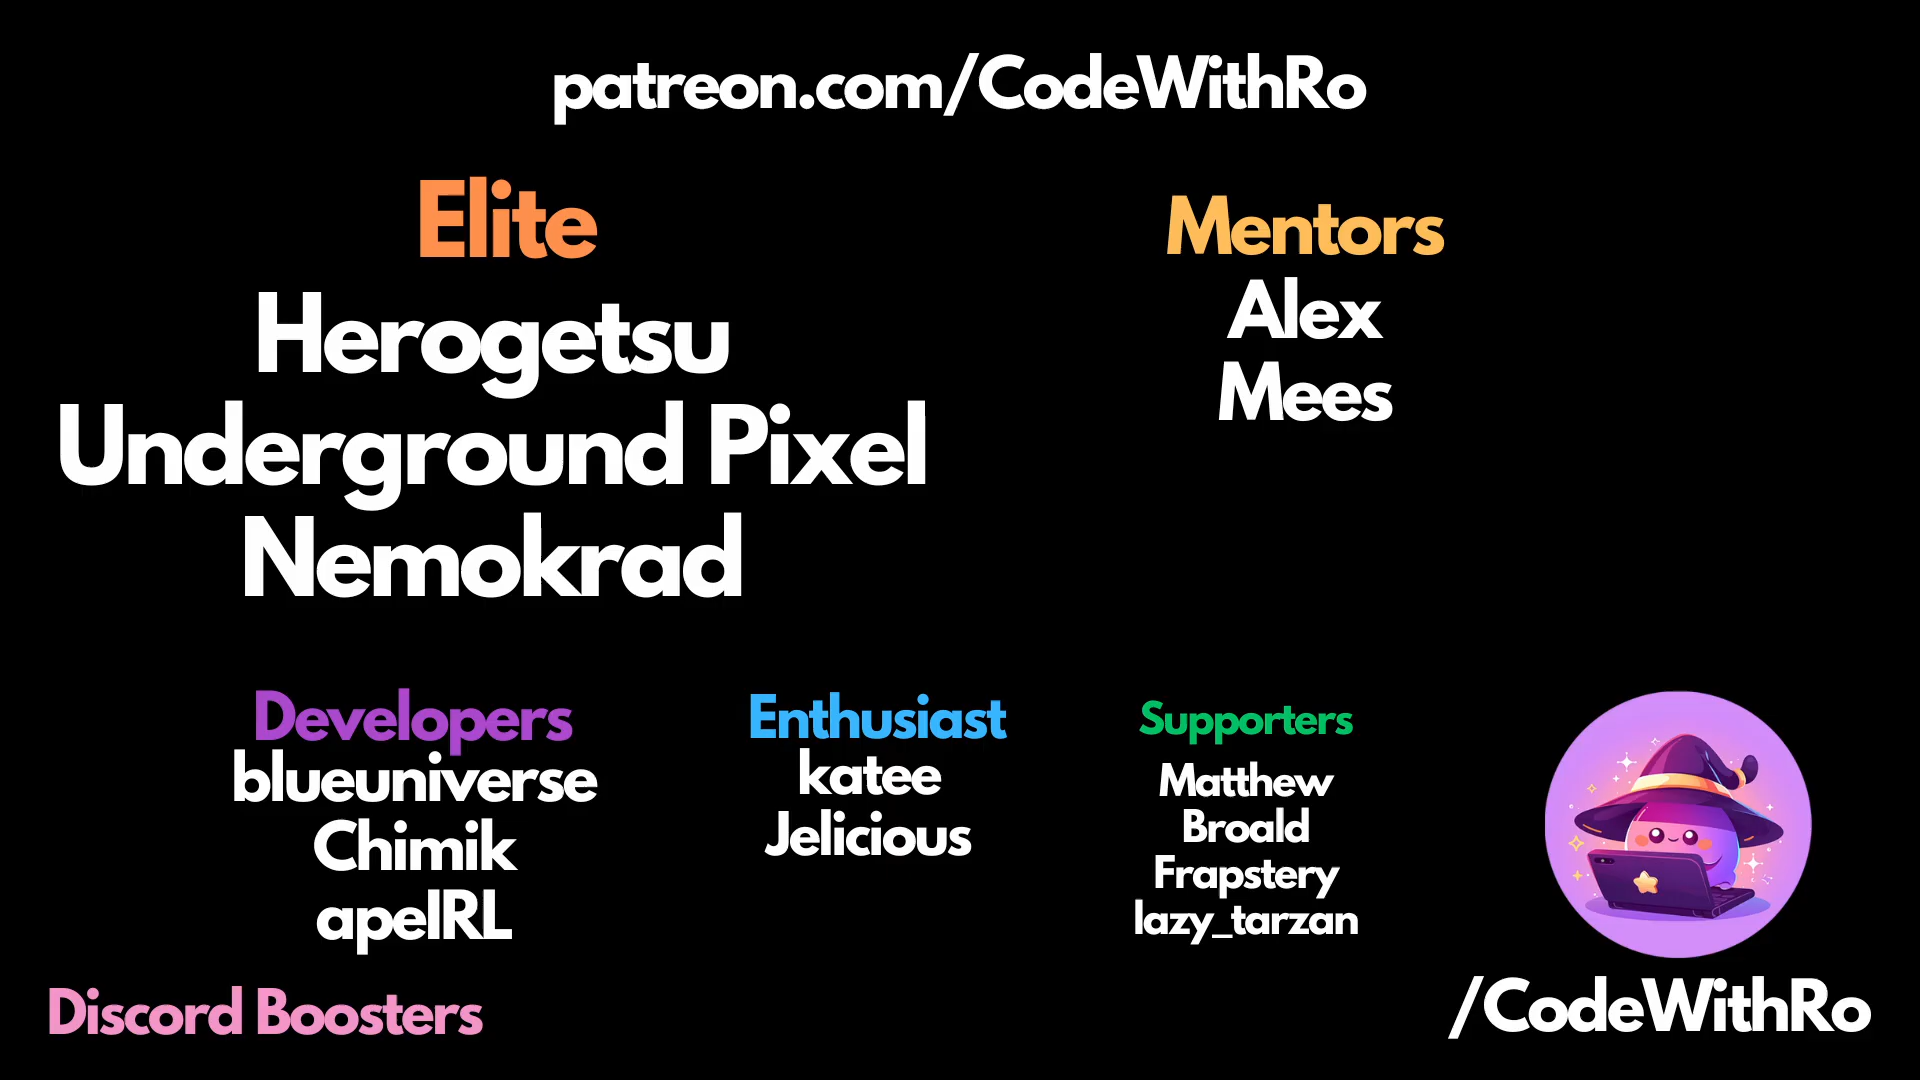 patreon.com/CodeWithRo
Elite
Herogetsu
Underground Pixel
Nemokrad
Mentors
Alex
Mees
Developers
blueuniverse
Chimik
apelRL
Enthusiast
katee
Jelicious
Supporters
Matthew
Broald
Frapstery
lazy_tarzan
Discord Boosters
/CodeWithRo